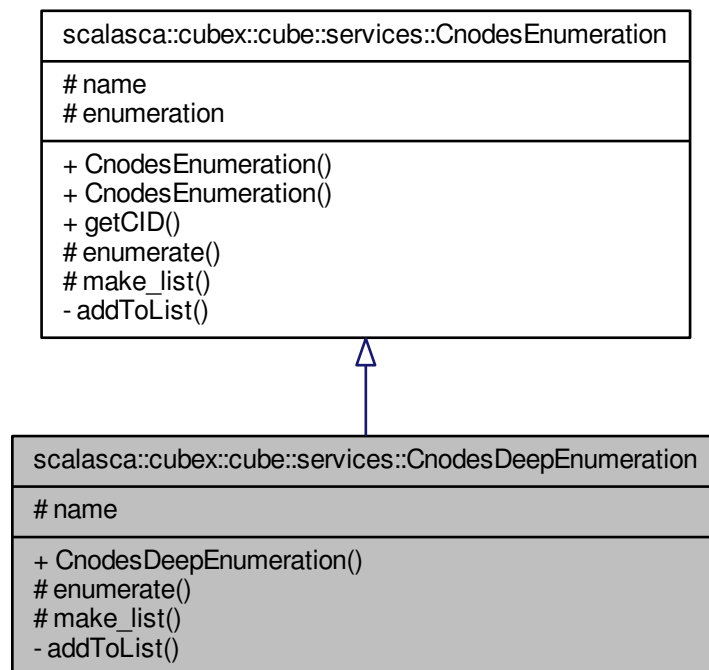 scalasca::cubex::cube::services::CnodesEnumeration
# name
# enumeration
+ CnodesEnumeration()
+ CnodesEnumeration()
+ getCID()
# enumerate()
# make_list()
- addToList()
scalasca::cubex::cube::services::CnodesDeepEnumeration
# name
+ CnodesDeepEnumeration()
# enumerate()
# make_list()
- addToList()